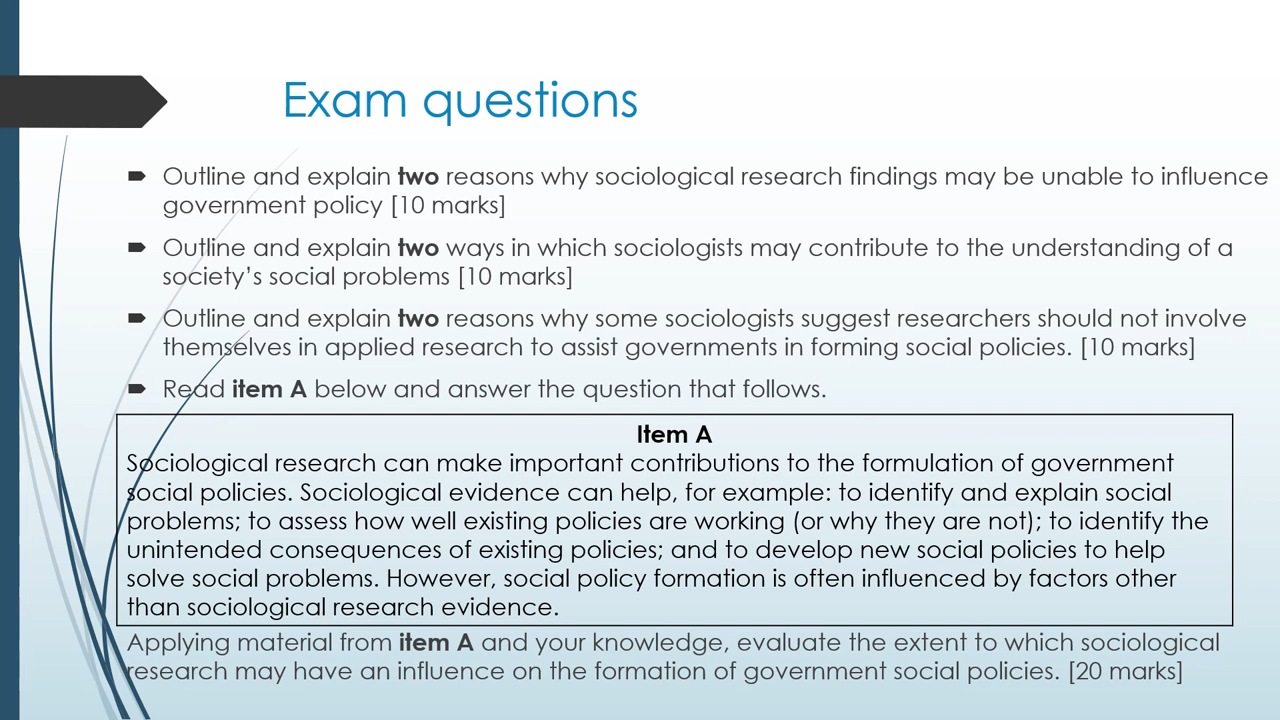 Exam questions
Outline and explain two reasons why sociological research findings may be unable to influence
government policy [10 marks]
Outline and explain two ways in which sociologists may contribute to the understanding of a
society’s social problems [10 marks]
Outline and explain two reasons why some sociologists suggest researchers should not involve
themselves in applied research to assist governments in forming social policies. [10 marks]
Read item A below and answer the question that follows.
Item A
Sociological research can make important contributions to the formulation of government
social policies. Sociological evidence can help, for example: to identify and explain social
problems; to assess how well existing policies are working (or why they are not); to identify the
unintended consequences of existing policies; and to develop new social policies to help
solve social problems. However, social policy formation is often influenced by factors other
than sociological research evidence.
Applying material from item A and your knowledge, evaluate the extent to which sociological
research may have an influence on the formation of government social policies. [20 marks]